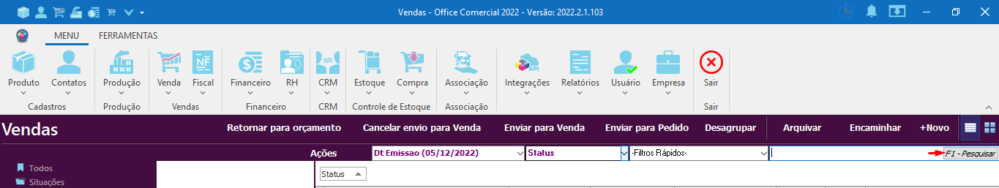 Vendas - Office Comercial 2022 - Versão: 2022.2.1.103
MENU FERRAMENTAS
NF API
Produto Contatos Produção Venda Fiscal Financeiro RH CRM Estoque Compra Associação Integrações Relatórios Usuário Empresa Sair
Cadastros Produção Vendas Financeiro CRM Controle de Estoque Associação Sair
Vendas Retornar para orçamento Cancelar envio para Venda Enviar para Venda Enviar para Pedido Desagrupar Arquivar Encaminhar +Novo
Ações Dt Emissao (05/12/2022) Status -Filtros Rápidos- F1 - Pesquisar
Todos
Status
Situações